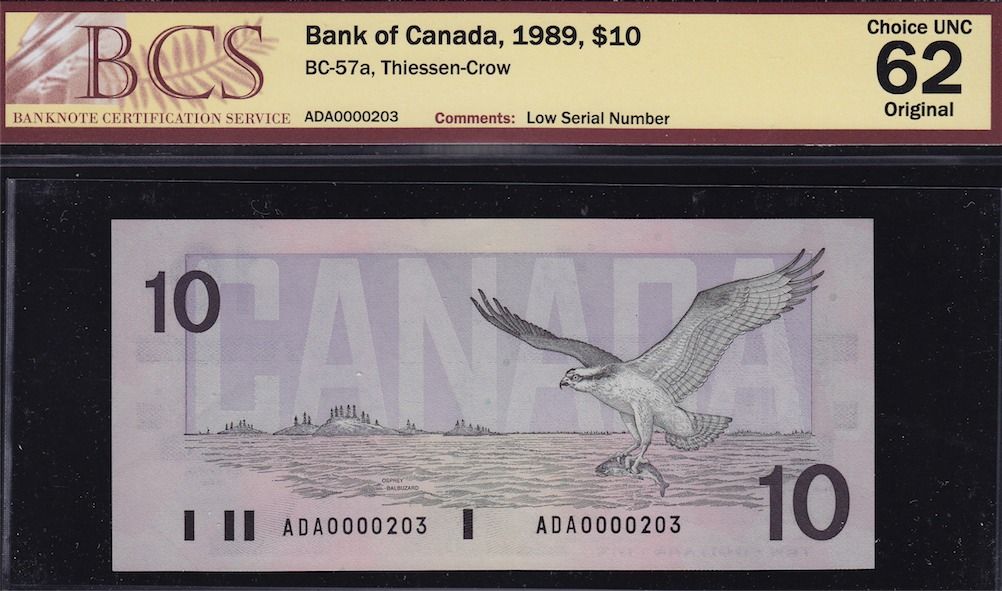 BCS
BANKNOTE CERTIFICATION SERVICE
Bank of Canada, 1989, $10
BC-57a, Thiessen-Crow
ADA0000203
Comments: Low Serial Number
Choice UNC
62
Original
CANADA
10
OSPREY
BALBUZARD
10
ADA0000203
ADA0000203